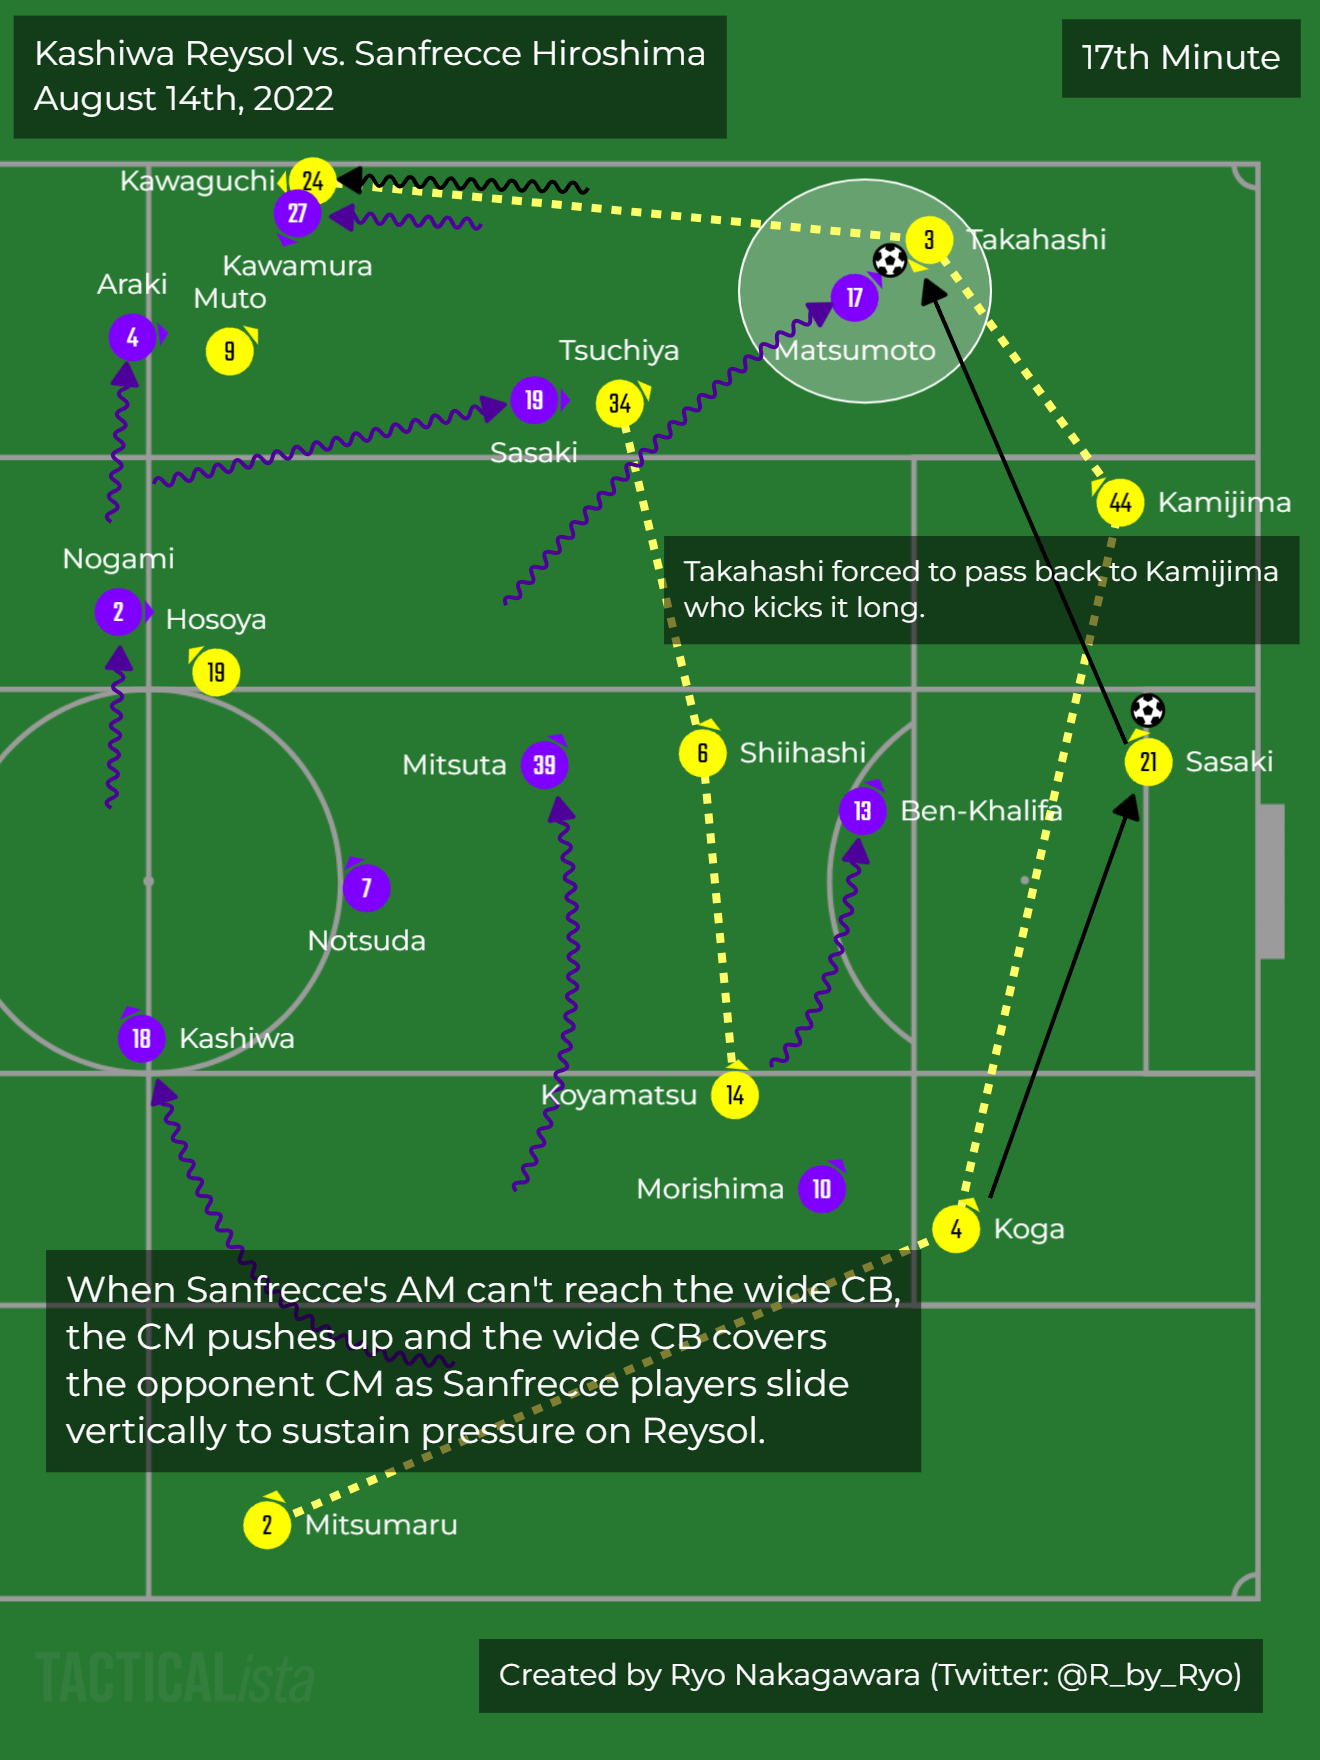 Kashiwa Reysol vs. Sanfrecce Hiroshima
August 14th, 2022
17th Minute
Kawaguchi
24
27
Kawamura
3
Takahashi
Araki
Muto
4
9
17
Matsumoto
Tsuchiya
19
34
Sasaki
44
Kamijima
Nogami
2
Hosoya
19
Takahashi forced to pass back to Kamijima
who kicks it long.
Mitsuta
39
6
Shiihashi
21
Sasaki
13
Ben-Khalifa
7
Notsuda
18
Kashiwa
Koyamatsu
14
Morishima
10
4
Koga
When Sanfrecce's AM can't reach the wide CB,
the CM pushes up and the wide CB covers
the opponent CM as Sanfrecce players slide
vertically to sustain pressure on Reysol.
2
Mitsumaru
TACTICALista
Created by Ryo Nakagawara (Twitter: @R_by_Ryo)